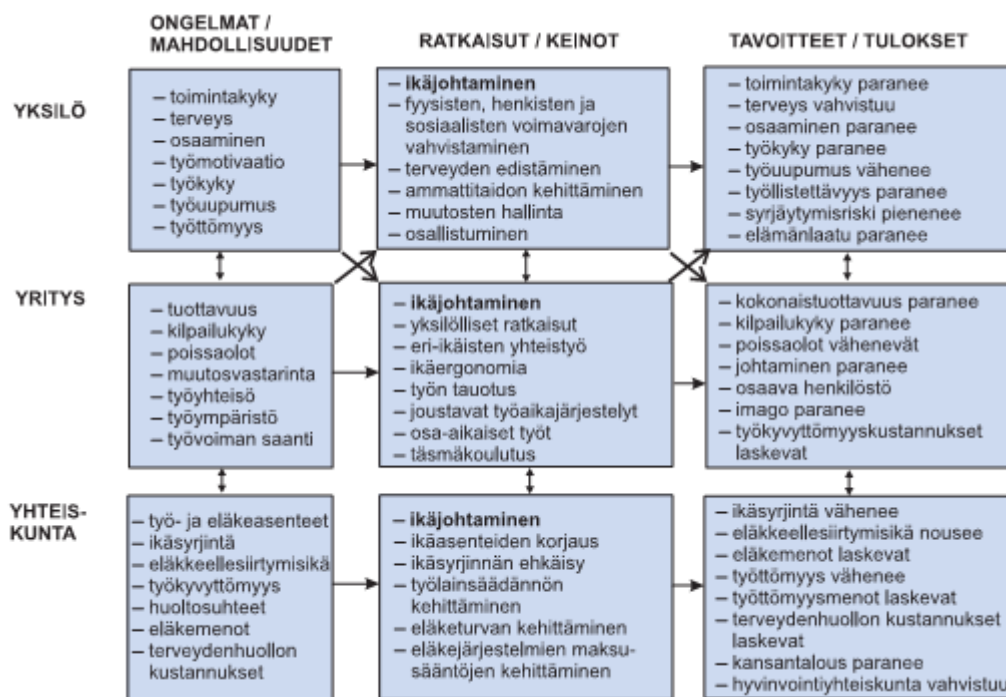 ONGELMAT /
MAHDOLLISUUDET
RATKAISUT / KEINOT
TAVOITTEET / TULOKSET
YKSILÖ
– toimintakyky
– terveys
– osaaminen
– työmotivaatio
– työkyky
– työuupumus
– työttömyys
– ikäjohtaminen
– fyysisten, henkisten ja
sosiaalisten voimavarojen
vahvistaminen
– terveyden edistäminen
– ammattitaidon kehittäminen
– muutosten hallinta
– osallistuminen
– toimintakyky paranee
– terveys vahvistuu
– osaaminen paranee
– työkyky paranee
– työuupumus vähenee
– työllistettävyys paranee
– syrjäytymisriski pienenee
– elämänlaatu paranee
YRITYS
– tuottavuus
– kilpailukyky
– poissaolot
– muutosvastarinta
– työyhteisö
– työympäristö
– työvoiman saanti
– ikäjohtaminen
– yksilölliset ratkaisut
– eri-ikäisten yhteistyö
– ikäergonomia
– työn tauotus
– joustavat työaikajärjestelyt
– osa-aikaiset työt
– täsmäkoulutus
– kokonaistuottavuus paranee
– kilpailukyky paranee
– poissaolot vähenevät
– johtaminen paranee
– osaava henkilöstö
– imago paranee
– työkyvyttömyyskustannukset
laskevat
YHTEIS-
KUNTA
– työ- ja eläkeasenteet
– ikäsyrjintä
– eläkkeellesiirtymisikä
– työkyvyttömyys
– huoltosuhteet
– eläkemenot
– terveydenhuollon
kustannukset
– ikäjohtaminen
– ikäasenteiden korjaus
– ikäsyrjinnän ehkäisy
– työlainsäädännön
kehittäminen
– eläketurvan kehittäminen
– eläkejärjestelmien maksu-
sääntöjen kehittäminen
– ikäsyrjintä vähenee
– eläkkeellesiirtymisikä nousee
– eläkemenot laskevat
– työttömyys vähenee
– työttömyysmenot laskevat
– terveydenhuollon kustannukset
laskevat
– kansantalous paranee
– hyvinvointiyhteiskunta vahvistuu